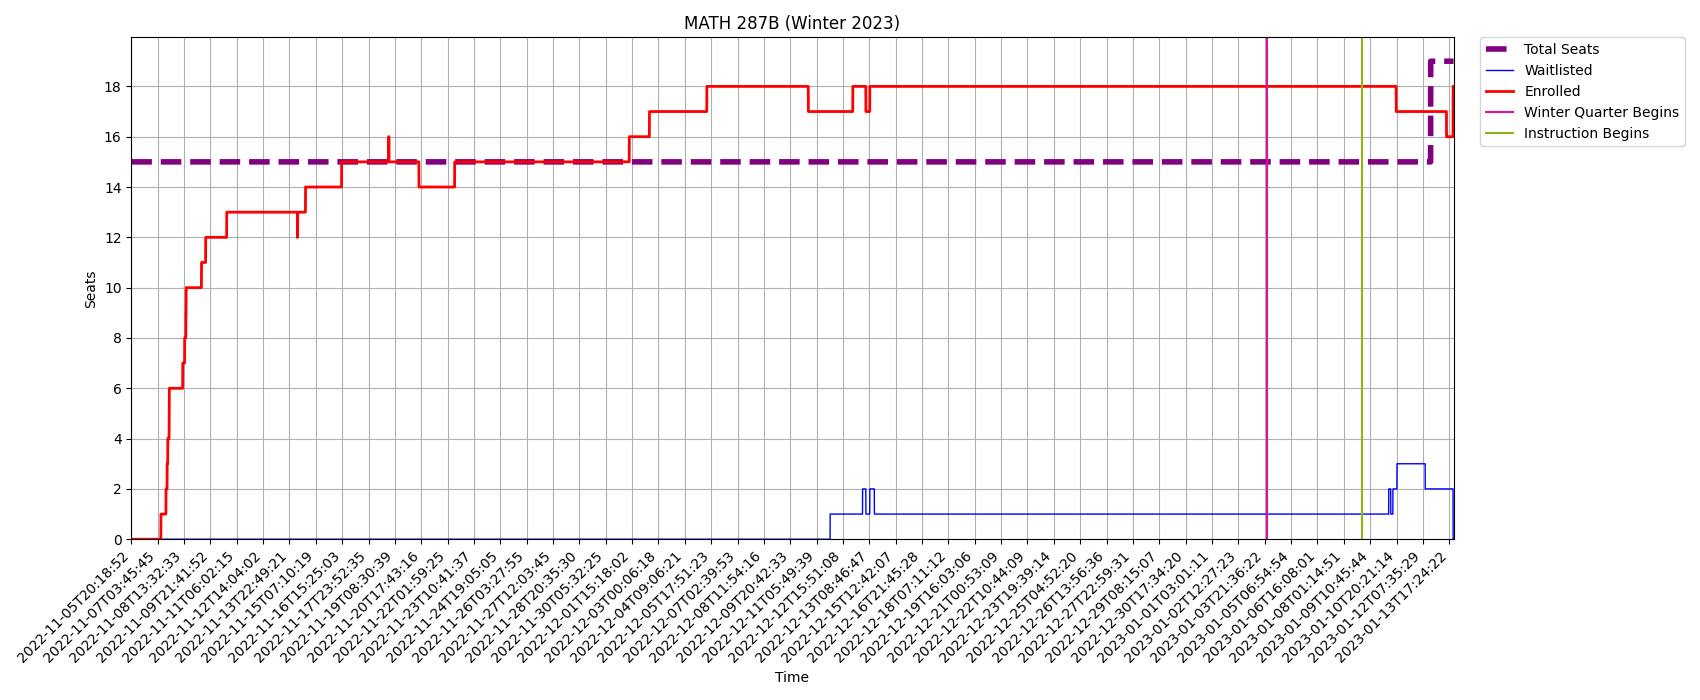 MATH 287B (Winter 2023)
Total Seats
Waitlisted
Enrolled
Winter Quarter Begins
Instruction Begins
Seats
18
16
14
12
10
8
6
4
2
0
2022-11-05T20:18:52
2022-11-07T03:45:45
2022-11-08T13:32:33
2022-11-09T21:41:52
2022-11-11T06:02:15
2022-11-12T14:04:02
2022-11-13T22:49:21
2022-11-15T07:10:19
2022-11-16T15:25:03
2022-11-17T23:52:35
2022-11-19T08:30:39
2022-11-20T17:43:16
2022-11-22T01:59:25
2022-11-23T10:41:37
2022-11-24T19:05:05
2022-11-26T03:27:55
2022-11-27T12:03:45
2022-11-28T20:35:30
2022-11-30T05:32:25
2022-12-01T15:18:02
2022-12-03T00:06:18
2022-12-04T09:06:21
2022-12-05T17:51:23
2022-12-07T02:39:53
2022-12-08T11:54:16
2022-12-09T20:42:33
2022-12-11T05:49:39
2022-12-12T15:51:08
2022-12-13T08:46:47
2022-12-15T12:42:07
2022-12-16T21:45:28
2022-12-18T07:11:12
2022-12-19T16:03:06
2022-12-21T00:53:09
2022-12-22T10:44:09
2022-12-23T19:39:14
2022-12-25T04:52:20
2022-12-26T13:56:36
2022-12-27T22:59:31
2022-12-29T08:15:07
2022-12-30T17:34:20
2023-01-01T03:01:11
2023-01-02T12:27:23
2023-01-03T21:36:22
2023-01-05T06:54:54
2023-01-06T16:08:01
2023-01-08T01:14:51
2023-01-09T10:45:44
2023-01-10T20:21:14
2023-01-12T07:35:29
2023-01-13T17:24:22
Time